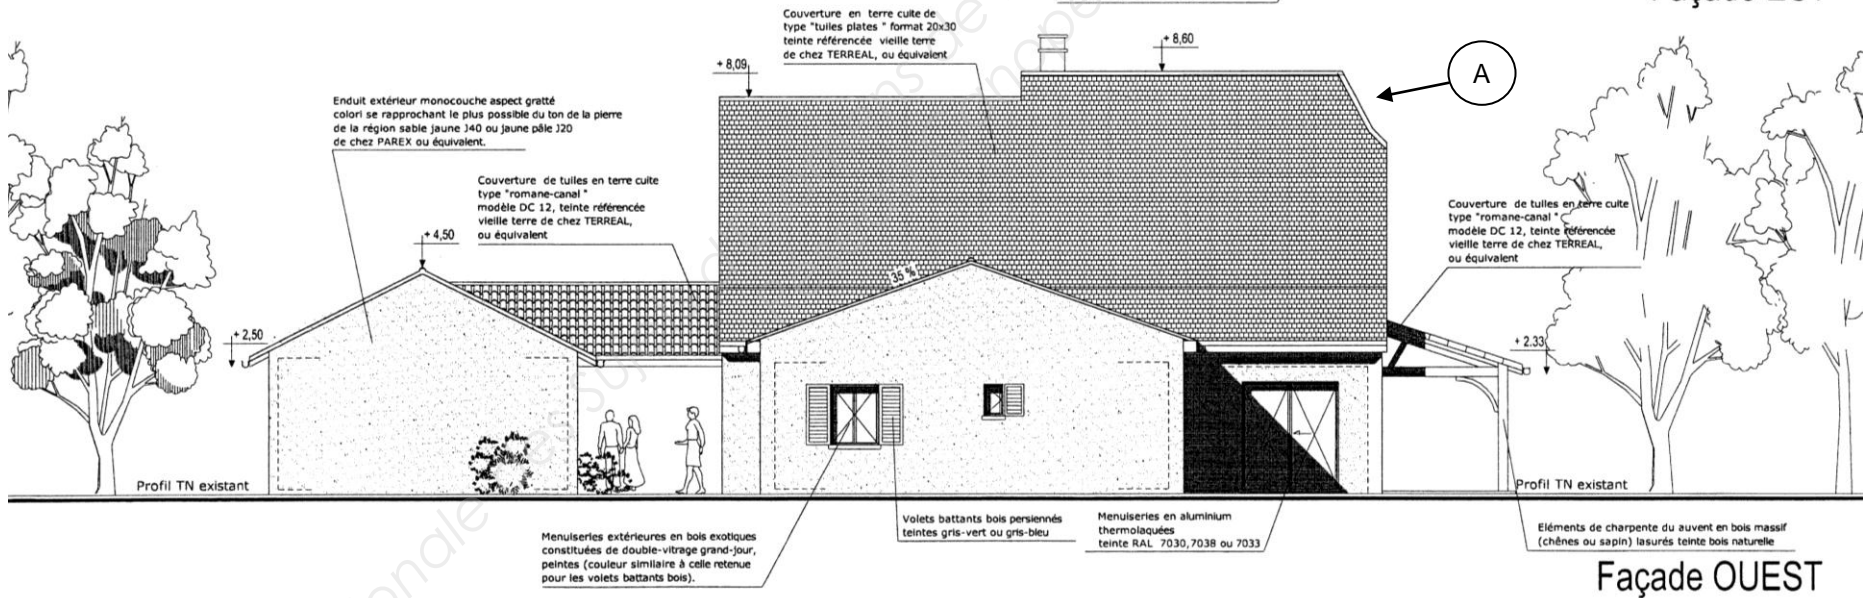 Couverture en terre cuite de
type "tuiles plates " format 20x30
teinte référencée vieille terre
de chez TERREAL, ou équivalent
+ 8,60
A
+ 8,09
Enduit extérieur monocouche aspect gratté
colori se rapprochant le plus possible du ton de la pierre
de la région sable jaune J40 ou jaune pâle J20
de chez PAREX ou équivalent.
Couverture de tuiles en terre cuite
type "romane-canal "
modèle DC 12, teinte référencée
vieille terre de chez TERREAL,
ou équivalent
Couverture de tuiles en terre cuite
type "romane-canal "
modèle DC 12, teinte référencée
vieille terre de chez TERREAL,
ou équivalent
+ 4,50
35 %
+ 2,50
+ 2.33
Profil TN existant
Profil TN existant
Menuiseries extérieures en bois exotiques
constituées de double-vitrage grand-jour,
peintes (couleur similaire à celle retenue
pour les volets battants bois).
Volets battants bois persiennés
teintes gris-vert ou gris-bleu
Menuiseries en aluminium
thermolaquées
teinte RAL 7030,7038 ou 7033
Eléments de charpente du auvent en bois massif
(chênes ou sapin) lasurés teinte bois naturelle
Façade OUEST